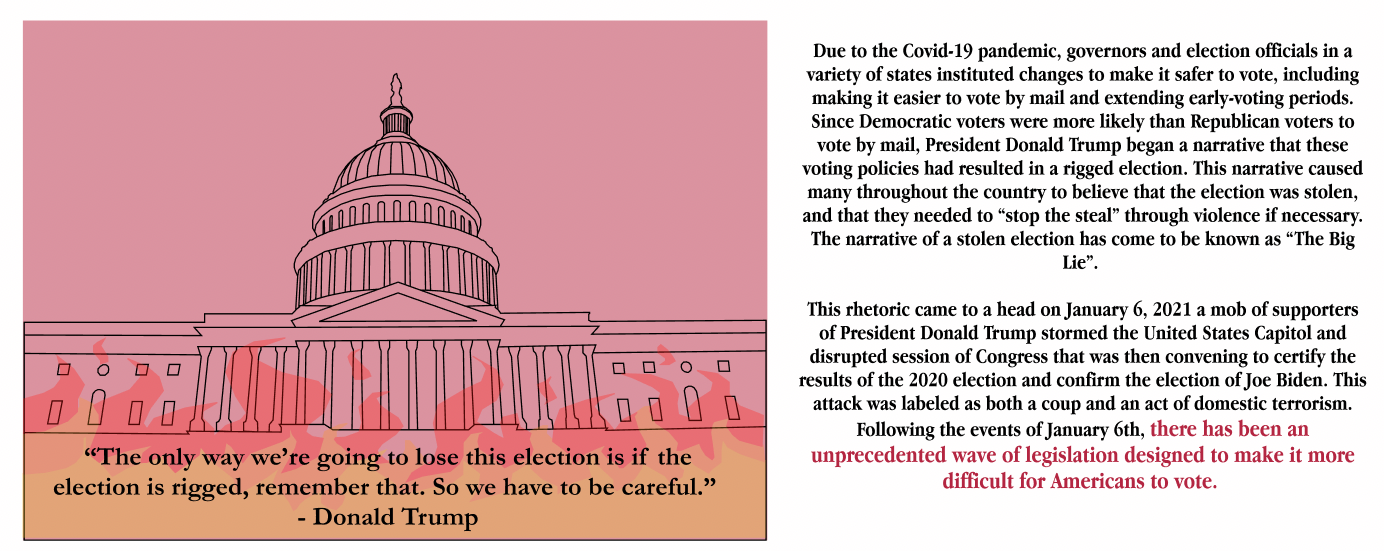 “The only way we’re going to lose this election is if the
election is rigged, remember that. So we have to be careful.”
- Donald Trump
Due to the Covid-19 pandemic, governors and election officials in a
variety of states instituted changes to make it safer to vote, including
making it easier to vote by mail and extending early-voting periods.
Since Democratic voters were more likely than Republican voters to
vote by mail, President Donald Trump began a narrative that these
voting policies had resulted in a rigged election. This narrative caused
many throughout the country to believe that the election was stolen,
and that they needed to “stop the steal” through violence if necessary.
The narrative of a stolen election has come to be known as “The Big
Lie”.
This rhetoric came to a head on January 6, 2021 a mob of supporters
of President Donald Trump stormed the United States Capitol and
disrupted session of Congress that was then convening to certify the
results of the 2020 election and confirm the election of Joe Biden. This
attack was labeled as both a coup and an act of domestic terrorism.
Following the events of January 6th, there has been an
unprecedented wave of legislation designed to make it more
difficult for Americans to vote.